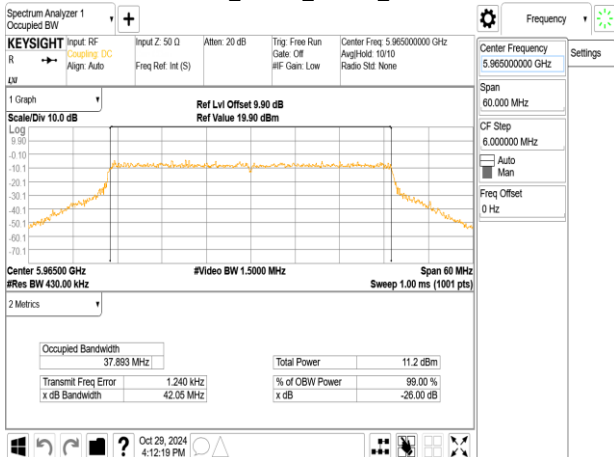 Spectrum Analyzer 1
Occupied BW
+
Frequency
KEYSIGHT
R
LXI
Input: RF
Coupling: DC
Align: Auto
Input Z: 50 Ω
Freq Ref: Int (S)
Atten: 20 dB
Trig: Free Run
Gate: Off
#IF Gain: Low
Center Freq: 5.965000000 GHz
Avg|Hold: 10/10
Radio Std: None
Center Frequency
5.965000000 GHz
Settings
Span
60.000 MHz
CF Step
6.000000 MHz
Auto
Man
Freq Offset
0 Hz
1 Graph
Scale/Div 10.0 dB
Ref Lvl Offset 9.90 dB
Ref Value 19.90 dBm
Log
9.90
-0.10
-10.1
-20.1
-30.1
-40.1
-50.1
-60.1
-70.1
Center 5.96500 GHz
#Res BW 430.00 kHz
#Video BW 1.5000 MHz
Span 60 MHz
Sweep 1.00 ms (1001 pts)
2 Metrics
Occupied Bandwidth
37.893 MHz
Total Power 11.2 dBm
Transmit Freq Error 1.240 kHz
% of OBW Power 99.00 %
x dB Bandwidth 42.05 MHz
x dB -26.00 dB
?
Oct 29, 2024
4:12:19 PM